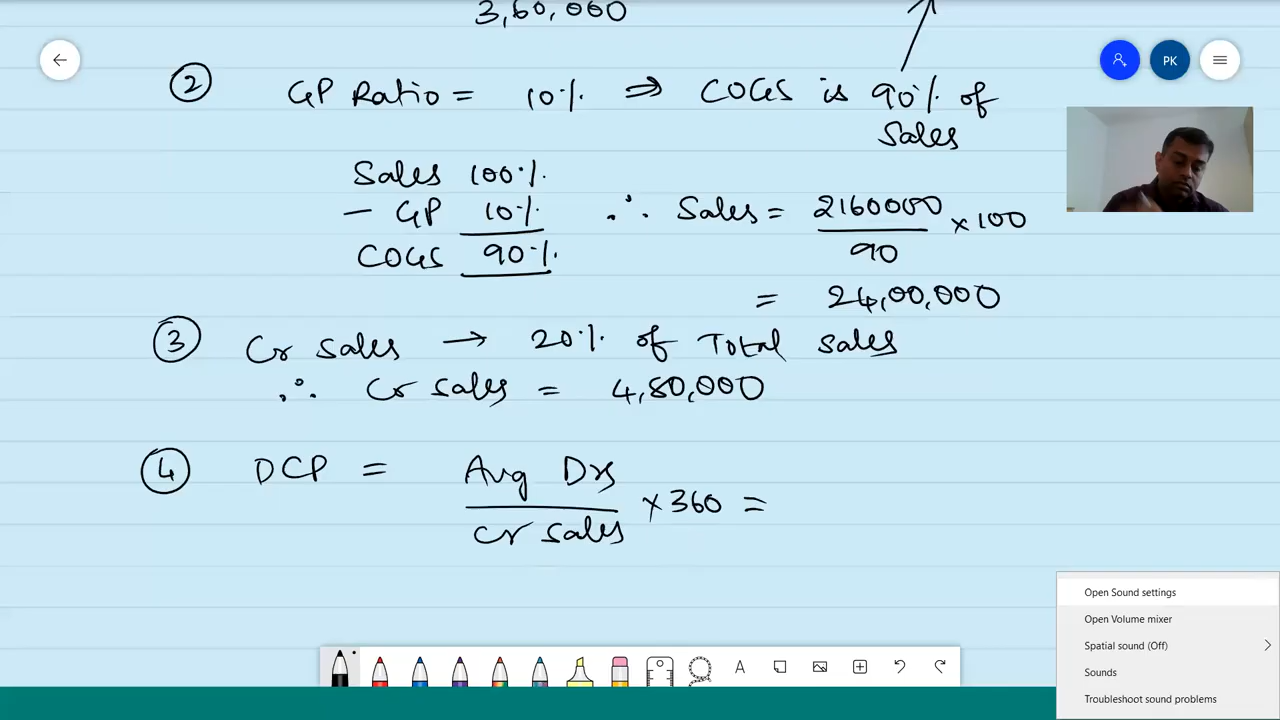 3,60,000
PK
② GP Ratio = 10% ⇒ COGS is 90% of
Sales
Sales 100%
- GP 10% ∴ Sales = 2160000 × 100
COGS 90% 90
= 24,00,000
③ Cr Sales → 20% of Total Sales
∴ Cr Sales = 4,80,000
④ DCP = Avg Drs × 360 =
Cr Sales
Open Sound settings
Open Volume mixer
Spatial sound (Off)
Sounds
Troubleshoot sound problems
A